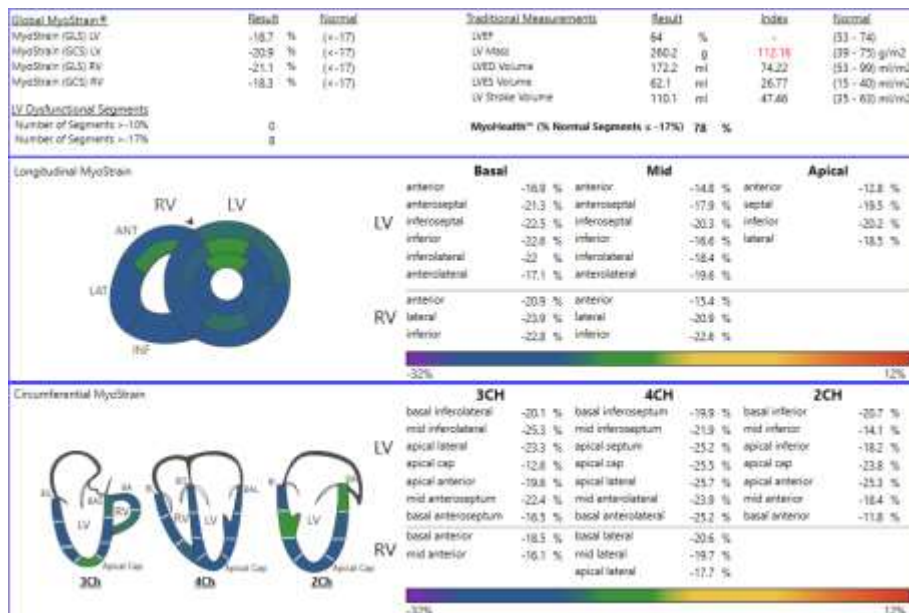 Global MyoStrain® Result Normal
MyoStrain (GLS) LV -16.7 % (<-17)
MyoStrain (GCS) LV -20.9 % (<-17)
MyoStrain (GLS) RV -21.1 % (<-17)
MyoStrain (GCS) RV -18.3 % (<-17)
LV Dysfunctional Segments
Number of Segments >-10% 0
Number of Segments >-17% 8
Traditional Measurements Result Index Normal
LVEF 64 % - (53 - 74)
LV Mass 260.2 g 112.16 (39 - 75) g/m2
LVED Volume 172.2 ml 74.22 (53 - 99) ml/m2
LVES Volume 62.1 ml 26.77 (15 - 40) ml/m2
LV Stroke Volume 110.1 ml 47.46 (35 - 63) ml/m2
MyoHealth™ (% Normal Segments ≤ -17%) 78 %
Longitudinal MyoStrain
RV LV
ANT
LAT
INF
Basal Mid Apical
LV
anterior -16.9 % anterior -14.8 % anterior -12.8 %
anteroseptal -21.3 % anteroseptal -17.9 % septal -19.5 %
inferoseptal -22.5 % inferoseptal -20.3 % inferior -20.2 %
inferior -22.6 % inferior -16.6 % lateral -18.5 %
inferolateral -22 % inferolateral -18.4 %
anterolateral -17.1 % anterolateral -19.6 %
RV
anterior -20.9 % anterior -15.4 %
lateral -23.9 % lateral -20.9 %
inferior -22.8 % inferior -22.6 %
-32% 12%
Circumferential MyoStrain
LV RV
RV LV
LV
Apical Cap Apical Cap Apical Cap
3Ch 4Ch 2Ch
3CH 4CH 2CH
LV
basal inferolateral -20.1 % basal inferoseptum -19.9 % basal inferior -20.7 %
mid inferolateral -25.3 % mid inferoseptum -21.9 % mid inferior -14.1 %
apical lateral -23.3 % apical septum -25.2 % apical inferior -18.2 %
apical cap -12.6 % apical cap -25.5 % apical cap -23.8 %
apical anterior -19.8 % apical lateral -25.7 % apical anterior -25.3 %
mid anteroseptum -22.4 % mid anterolateral -23.9 % mid anterior -18.4 %
basal anteroseptum -16.5 % basal anterolateral -25.2 % basal anterior -11.8 %
RV
basal anterior -18.5 % basal lateral -20.6 %
mid anterior -16.1 % mid lateral -19.7 %
apical lateral -17.7 %
-32% 12%